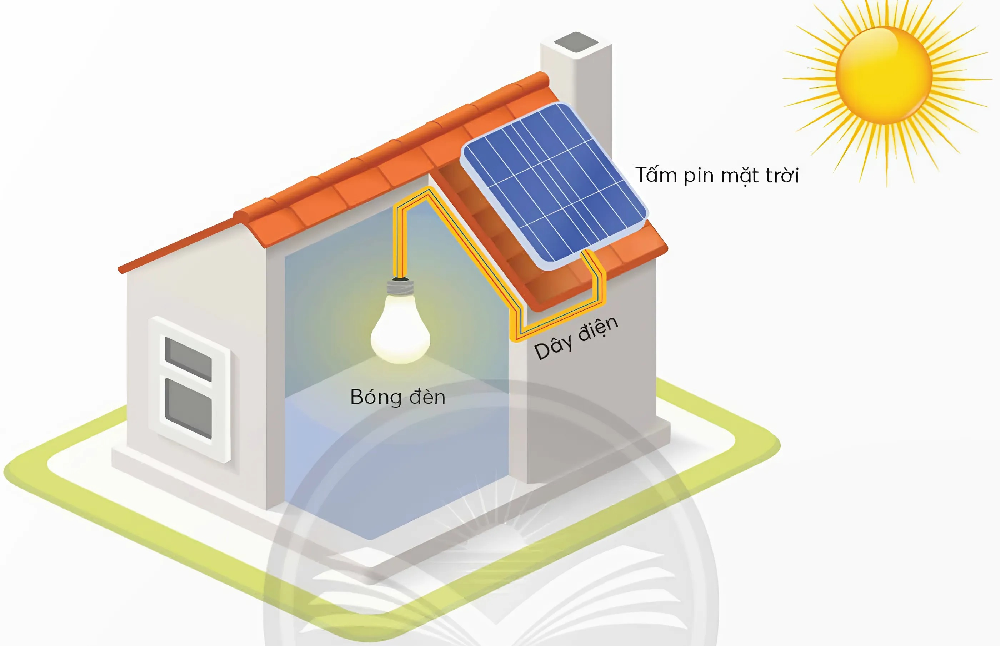 Tấm pin mặt trời
Dây điện
Bóng đèn